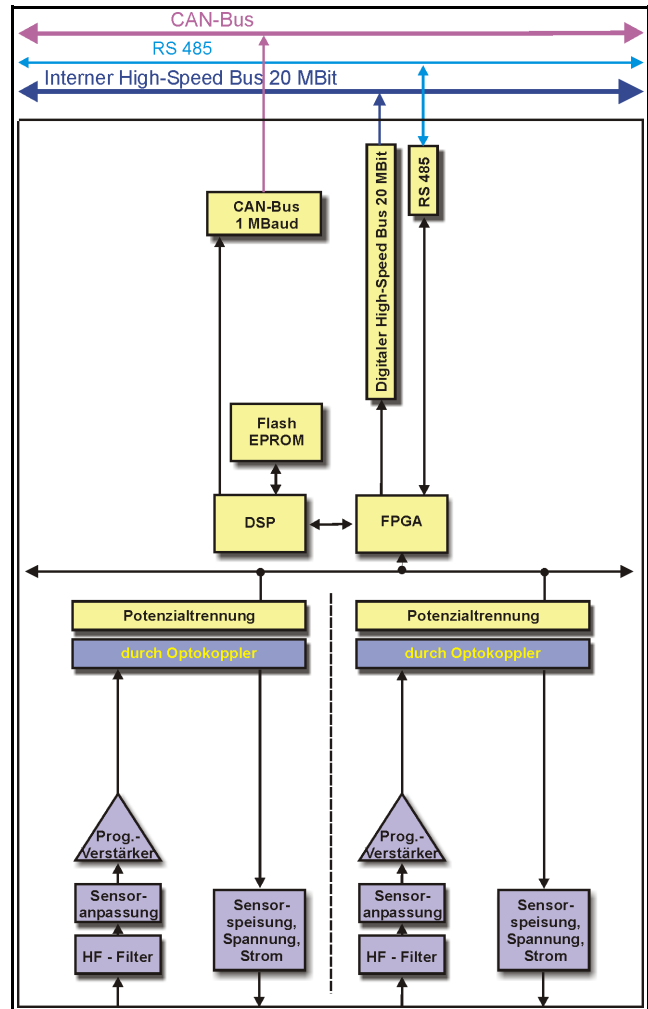 CAN-Bus
RS 485
Interner High-Speed Bus 20 MBit
CAN-Bus
1 MBaud
Digitaler High-Speed Bus 20 MBit
RS 485
Flash
EPROM
DSP
FPGA
Potenzialtrennung
durch Optokoppler
Potenzialtrennung
durch Optokoppler
Prog.-
Verstärker
Sensor-
anpassung
HF - Filter
Sensor-
speisung,
Spannung,
Strom
Prog.-
Verstärker
Sensor-
anpassung
HF - Filter
Sensor-
speisung,
Spannung,
Strom